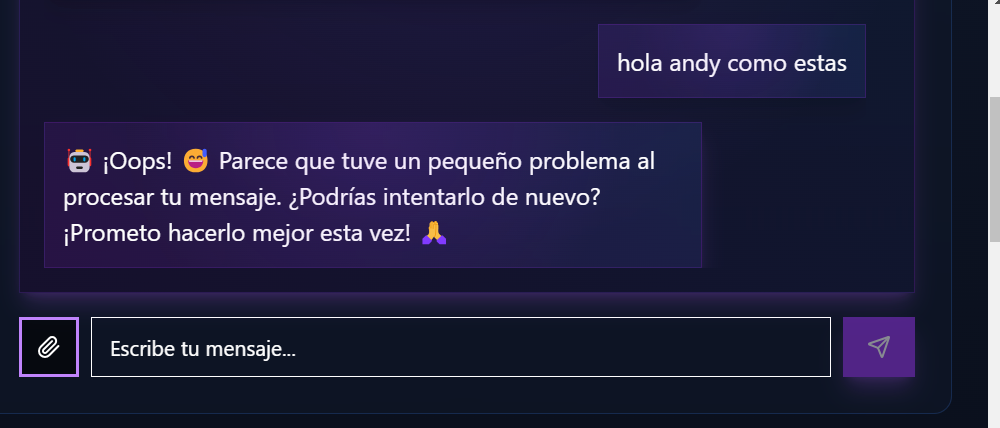 hola andy como estas
🤖 ¡Oops! 😅 Parece que tuve un pequeño problema al
procesar tu mensaje. ¿Podrías intentarlo de nuevo?
¡Prometo hacerlo mejor esta vez! 🙏
Escribe tu mensaje...